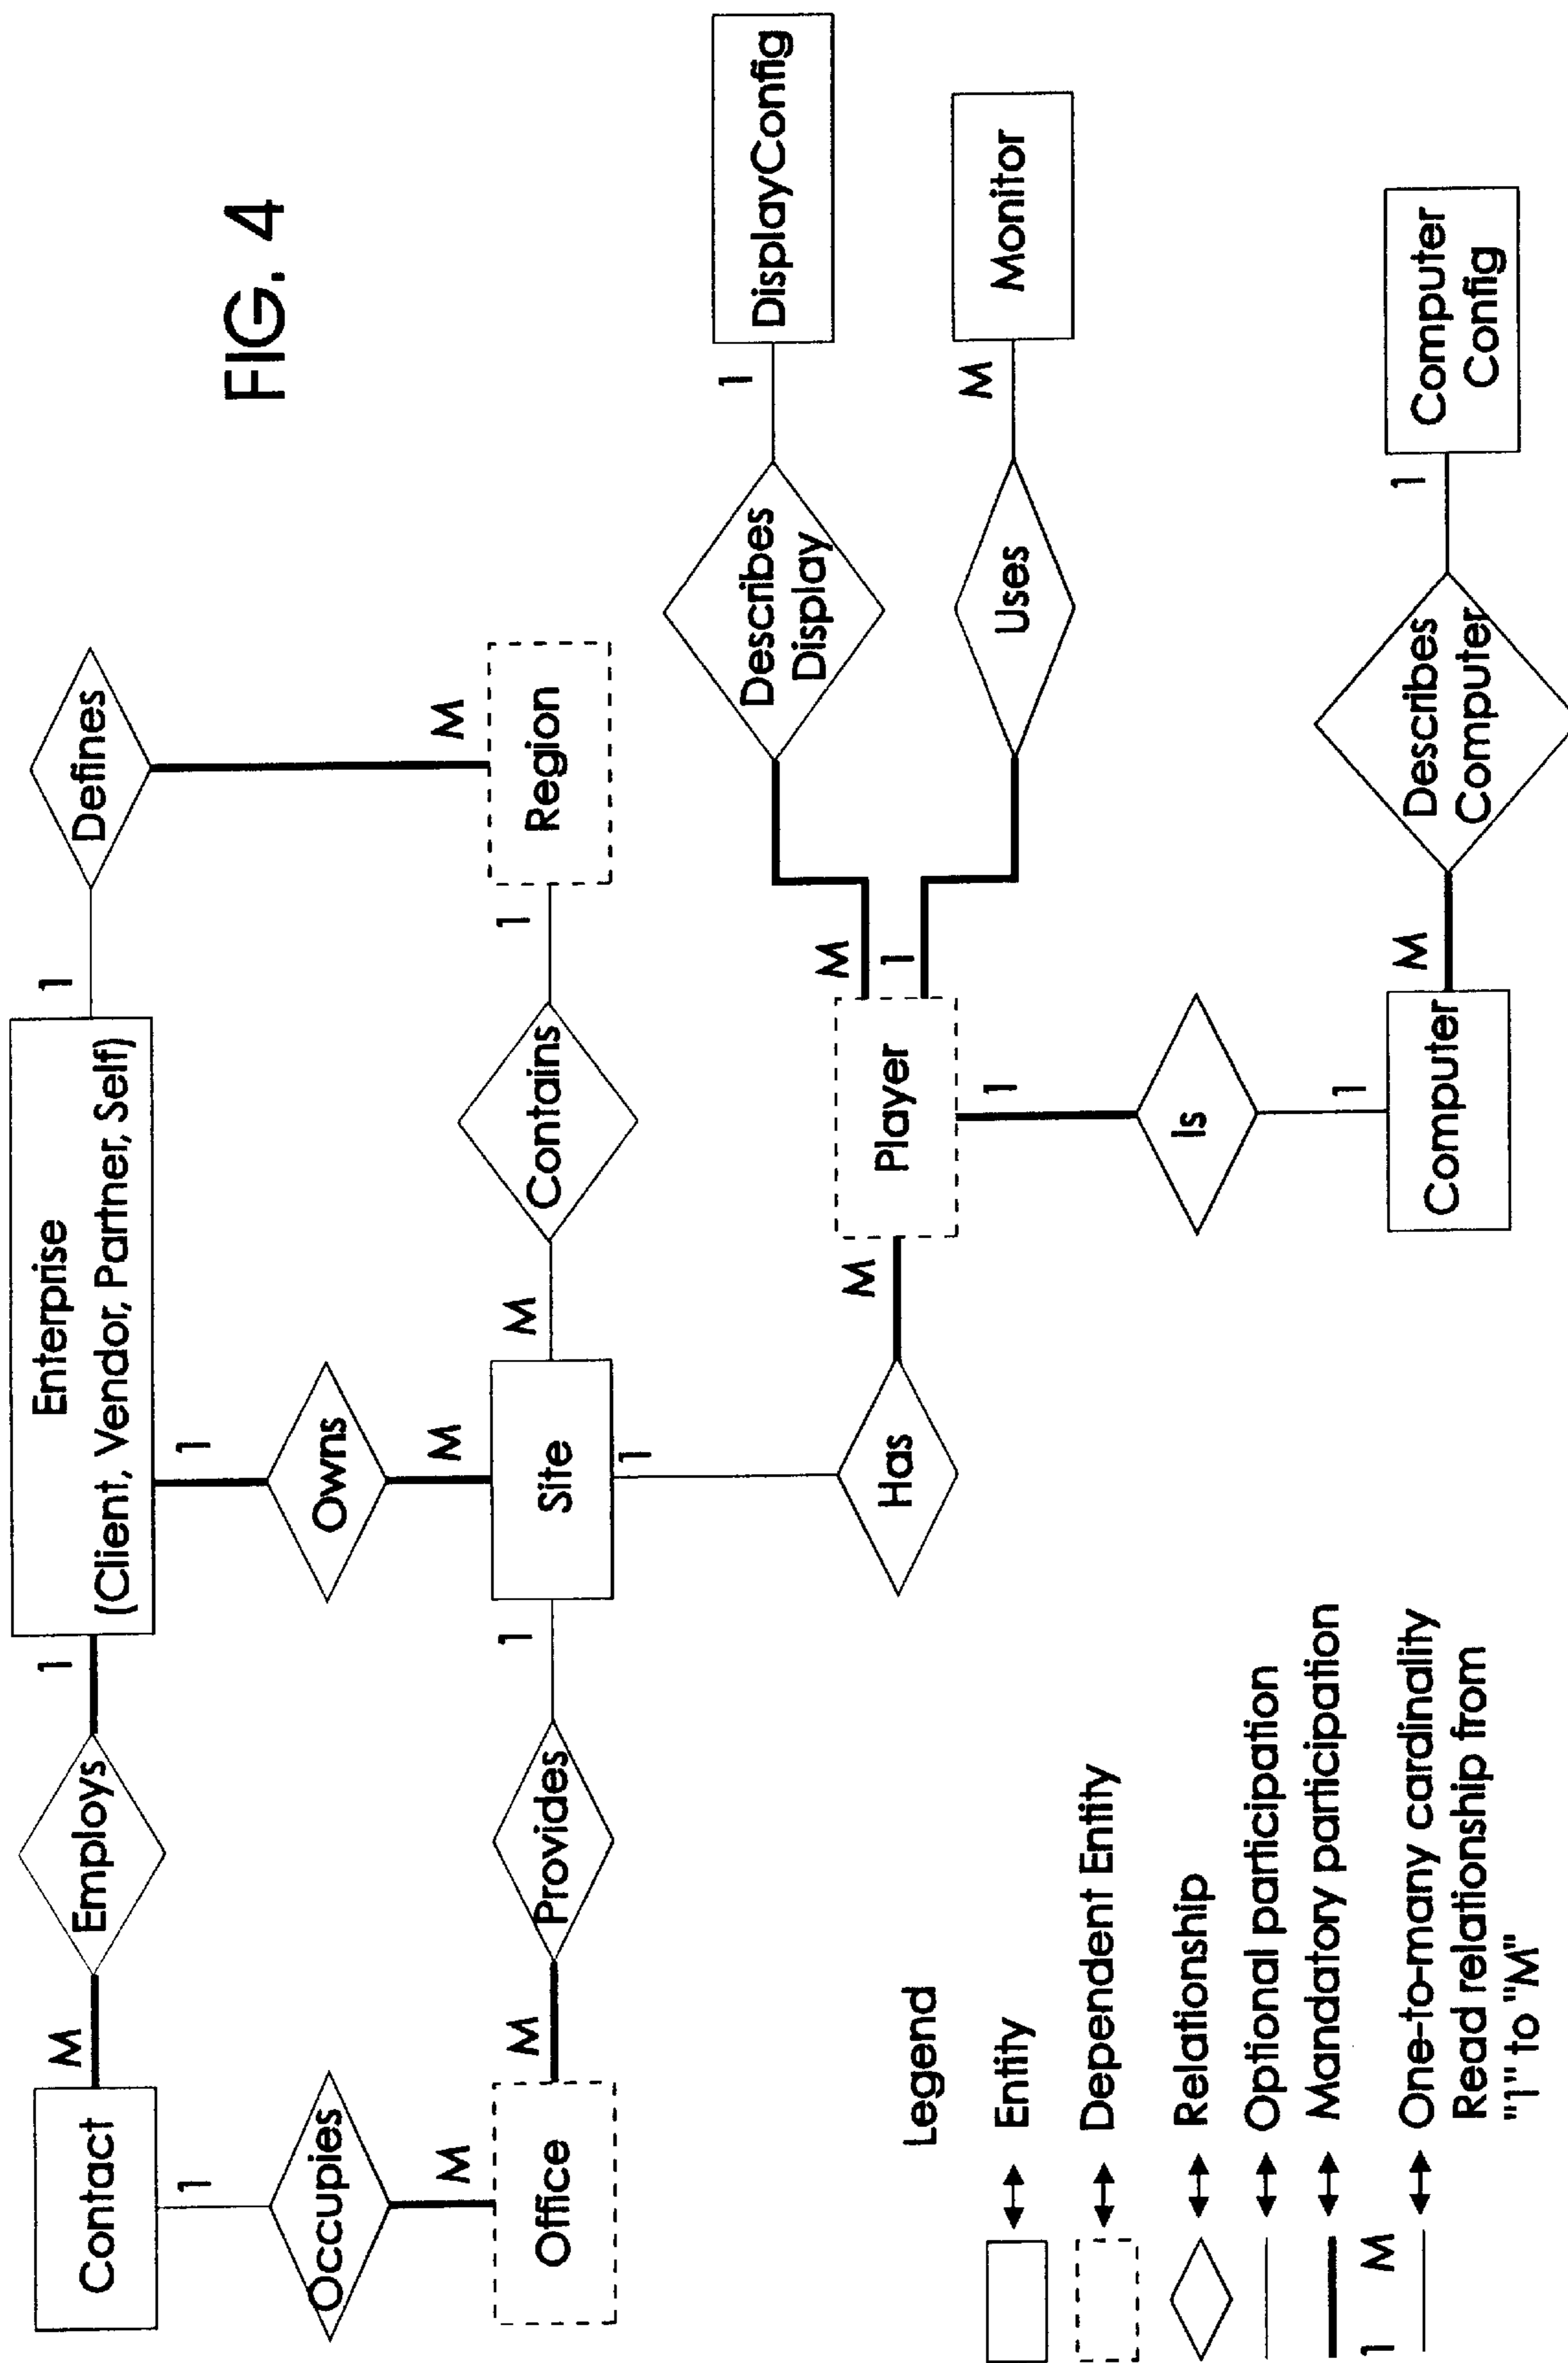 FIG. 4
Enterprise
(Client, Vendor, Partner, Self)
1
1
1
Employs
M
Contact
1
Occupies
M
Office
M
Provides
1
Owns
M
Site
M
Contains
1
Region
M
Defines
1
Has
M
Player
M
1
Describes
Display
1
DisplayConfig
Uses
M
Monitor
1
Is
1
Computer
M
Describes
Computer
1
Computer
Config
Legend
Entity
Dependent Entity
Relationship
Optional participation
Mandatory participation
1 M
One-to-many cardinality
Read relationship from
"1" to "M"